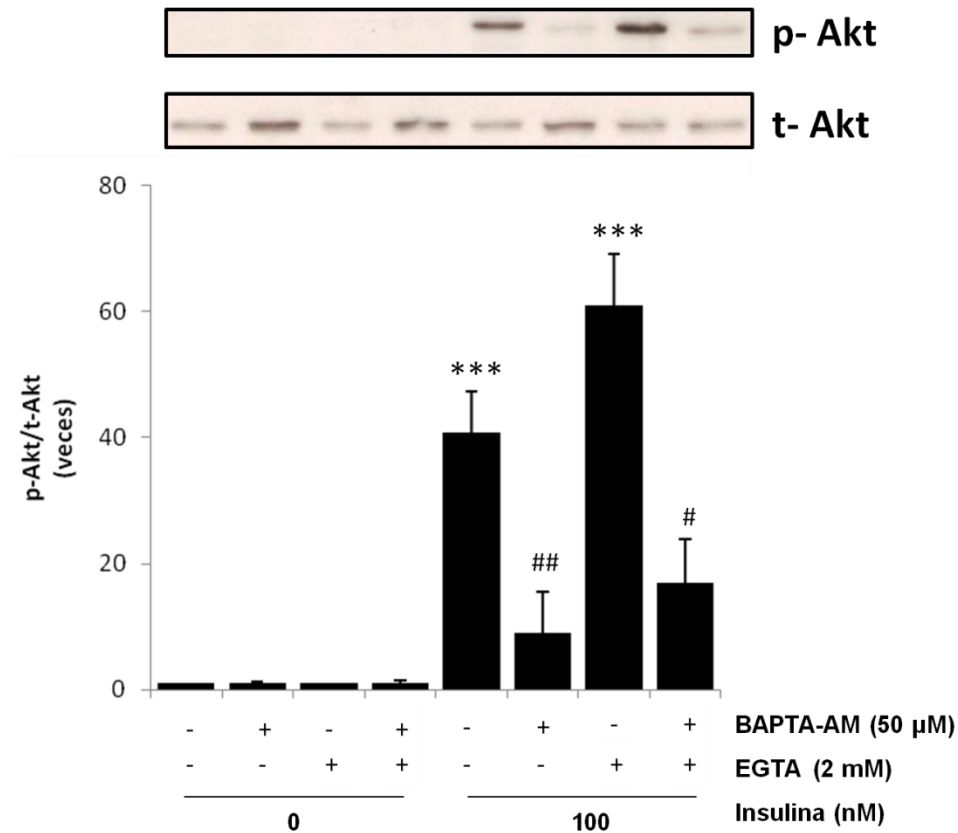 p- Akt
t- Akt
80
60
40
20
0
p-Akt/t-Akt
(veces)
***
##
***
#
- + - + - + - + BAPTA-AM (50 µM)
- - + + - - + + EGTA (2 mM)
0 100 Insulina (nM)